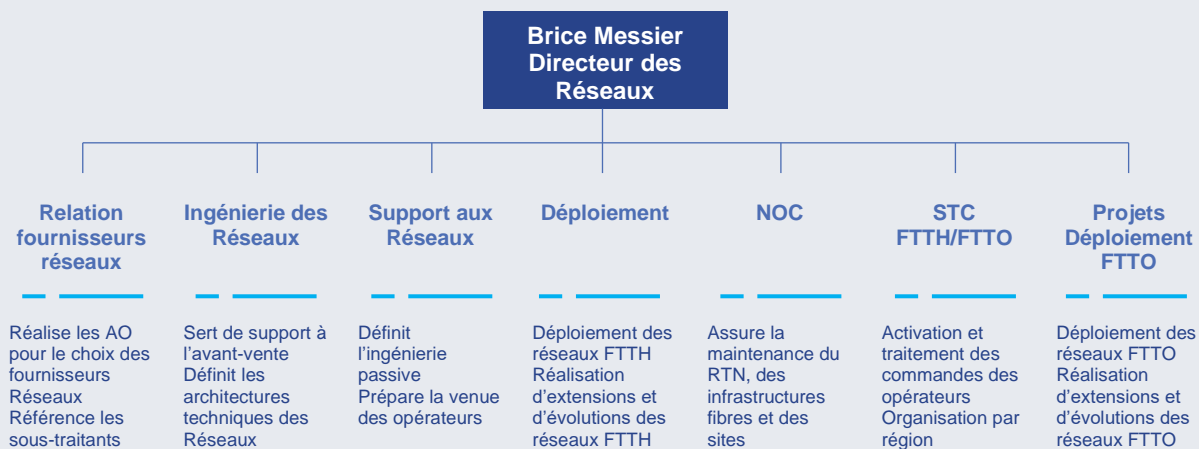 Brice Messier
Directeur des
Réseaux
Relation
fournisseurs
réseaux
Réalise les AO
pour le choix des
fournisseurs
Réseaux
Référence les
sous-traitants
Ingénierie des
Réseaux
Sert de support à
l’avant-vente
Définit les
architectures
techniques des
Réseaux
Support aux
Réseaux
Définit
l’ingénierie
passive
Prépare la venue
des opérateurs
Déploiement
Déploiement des
réseaux FTTH
Réalisation
d’extensions et
d’évolutions des
réseaux FTTH
NOC
Assure la
maintenance du
RTN, des
infrastructures
fibres et des
sites
STC
FTTH/FTTO
Activation et
traitement des
commandes des
opérateurs
Organisation par
région
Projets
Déploiement
FTTO
Déploiement des
réseaux FTTO
Réalisation
d’extensions et
d’évolutions des
réseaux FTTO